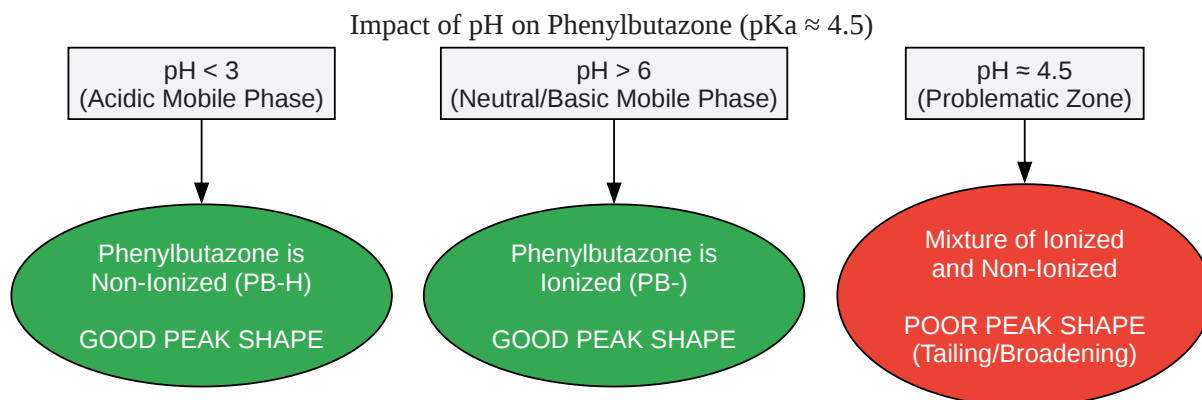 Impact of pH on Phenylbutazone (pKa ≈ 4.5)
pH < 3
(Acidic Mobile Phase)
pH > 6
(Neutral/Basic Mobile Phase)
pH ≈ 4.5
(Problematic Zone)
Phenylbutazone is
Non-Ionized (PB-H)
GOOD PEAK SHAPE
Phenylbutazone is
Ionized (PB-)
GOOD PEAK SHAPE
Mixture of Ionized
and Non-Ionized
POOR PEAK SHAPE
(Tailing/Broadening)